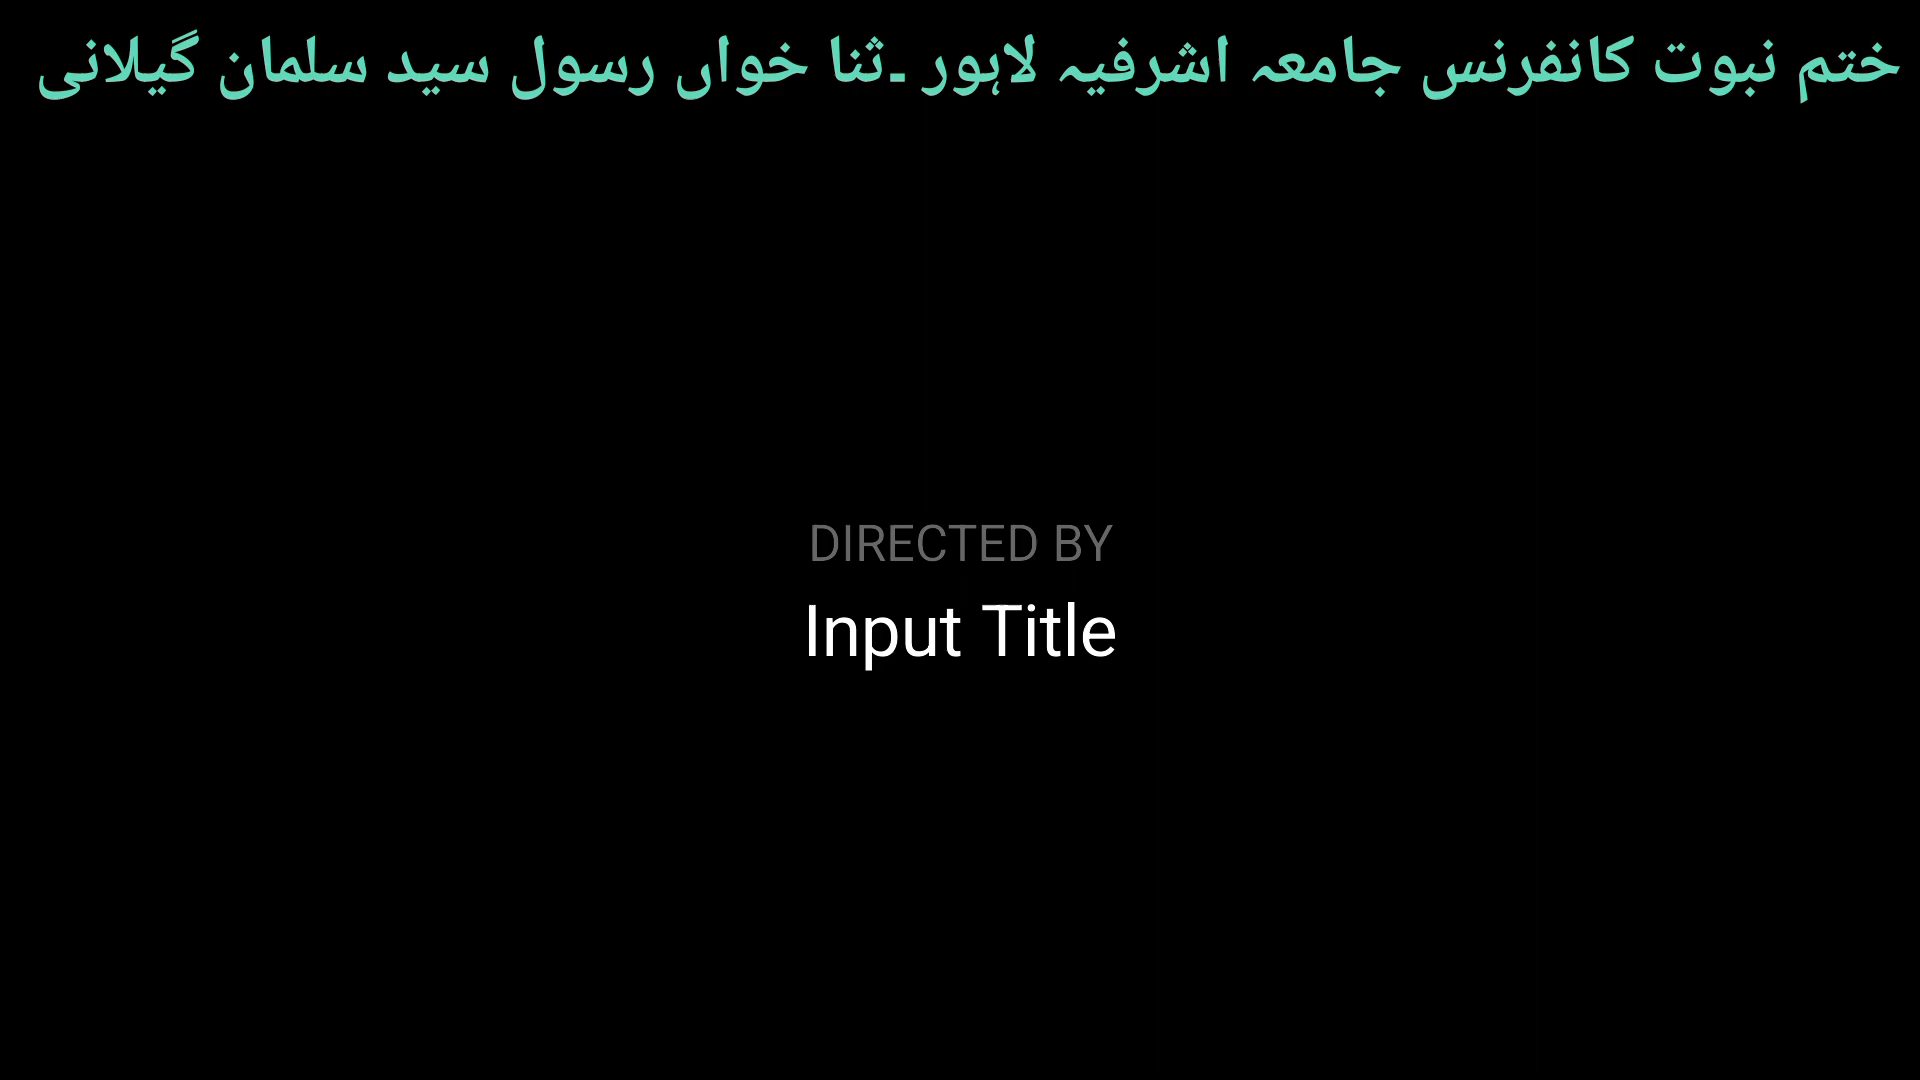 ختم نبوت کانفرنس جامعہ اشرفیہ لاہور ۔ثنا خواں رسول سید سلمان گیلانی
DIRECTED BY
Input Title